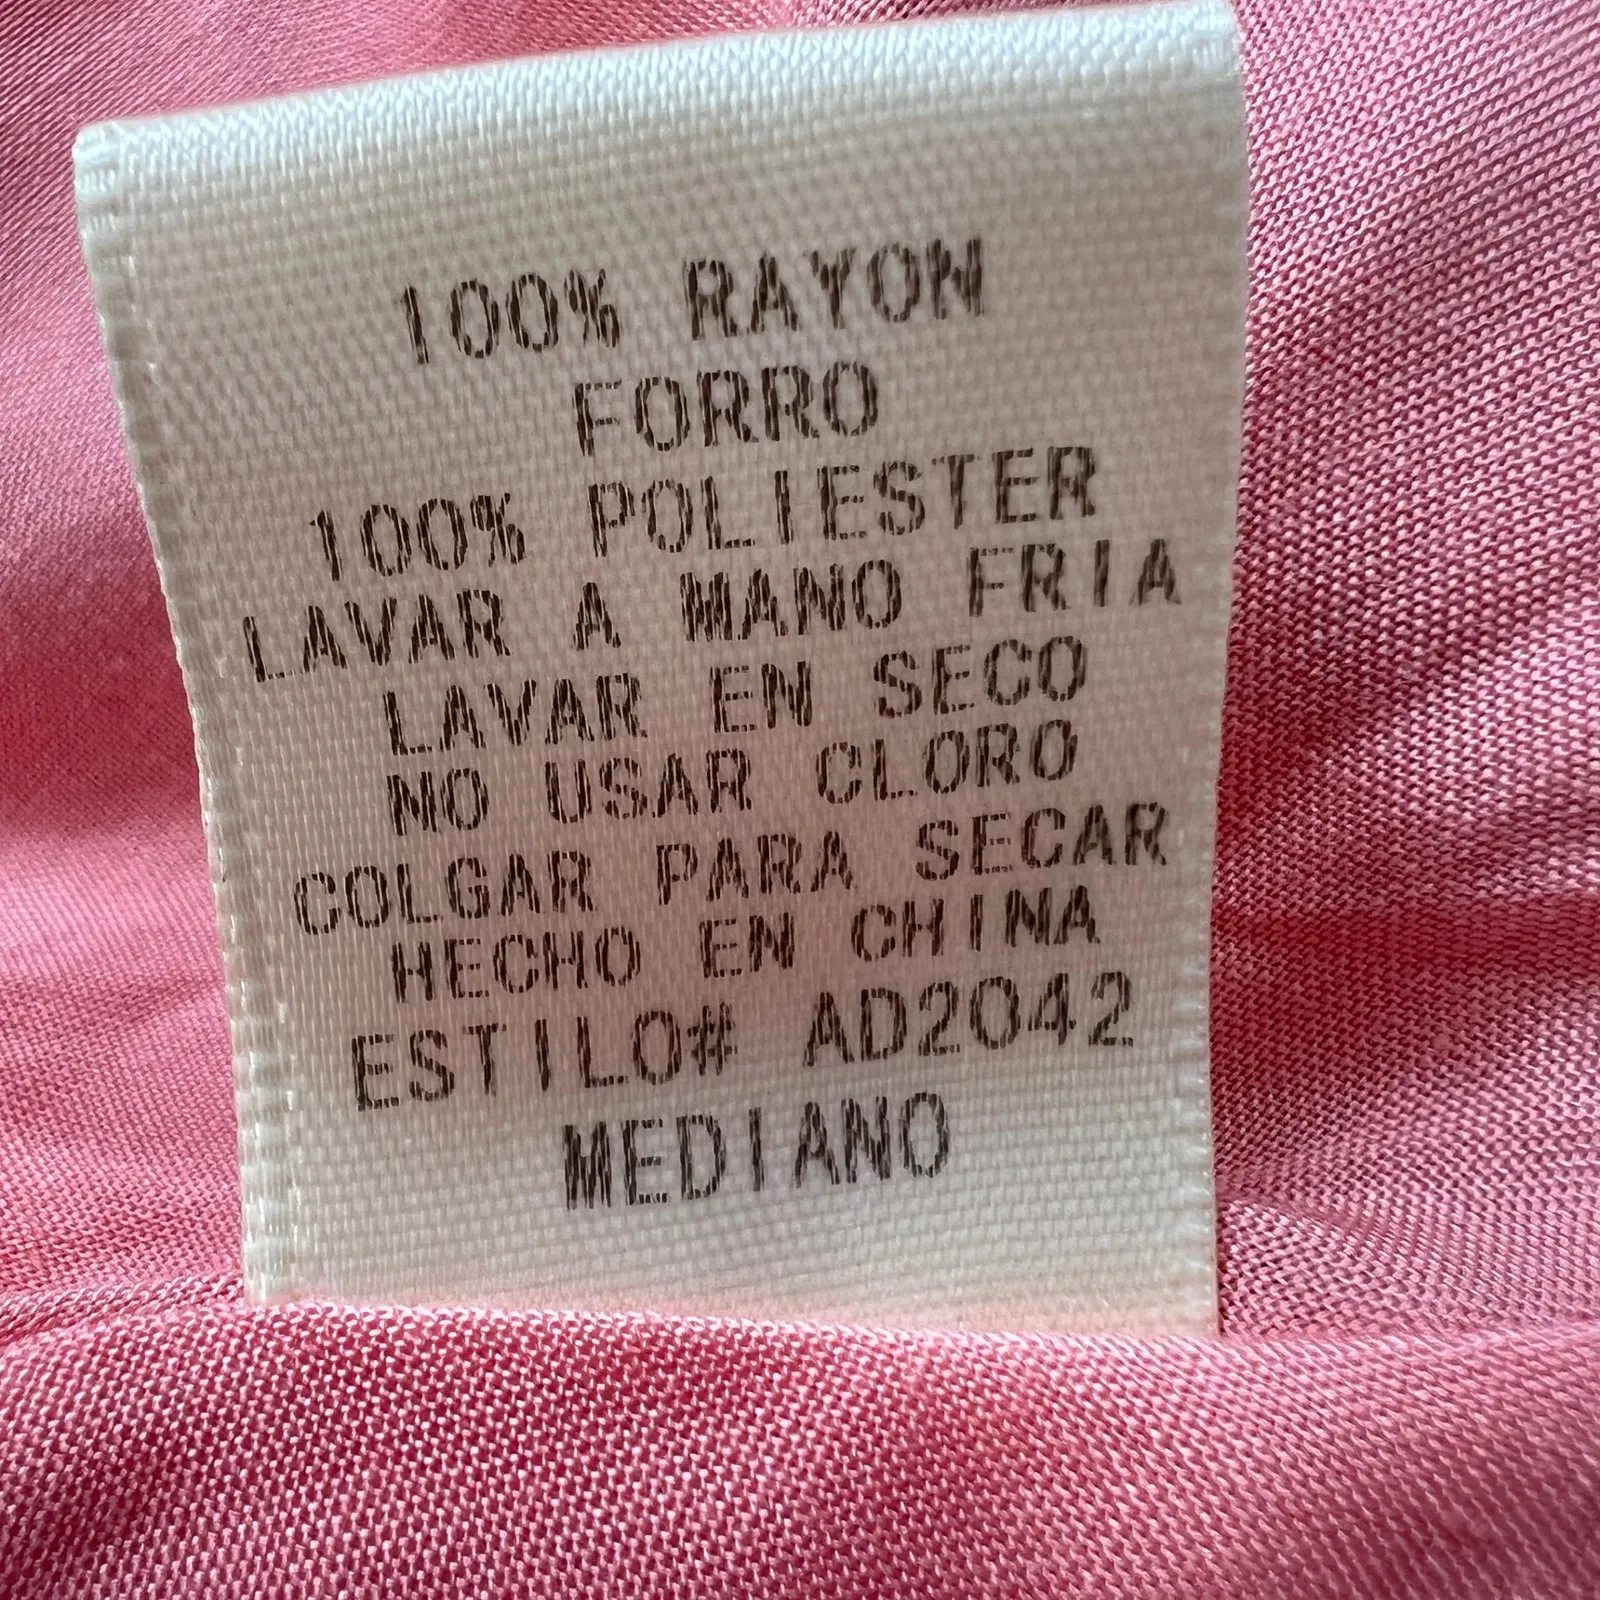 100% RAYON
FORRO
100% POLIESTER
LAVAR A MANO FRIA
LAVAR EN SECO
NO USAR CLORO
COLGAR PARA SECAR
HECHO EN CHINA
ESTILO# AD2042
MEDIANO